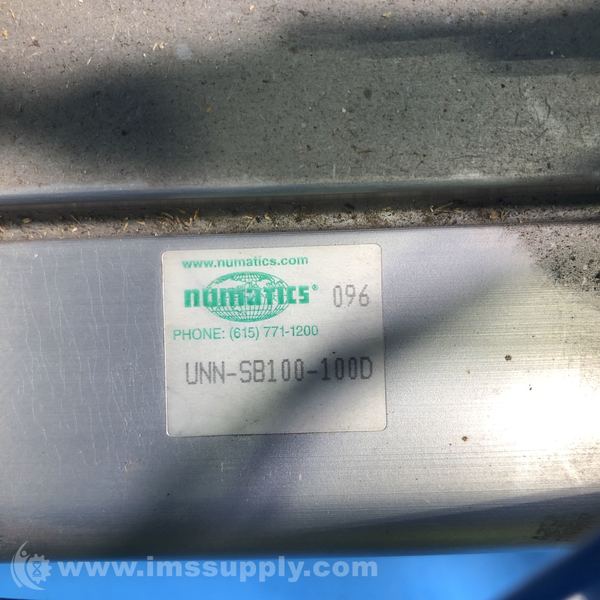 www.numatics.com
numatics® 096
PHONE: (615) 771-1200
UNN-SB100-100D
www.imssupply.com